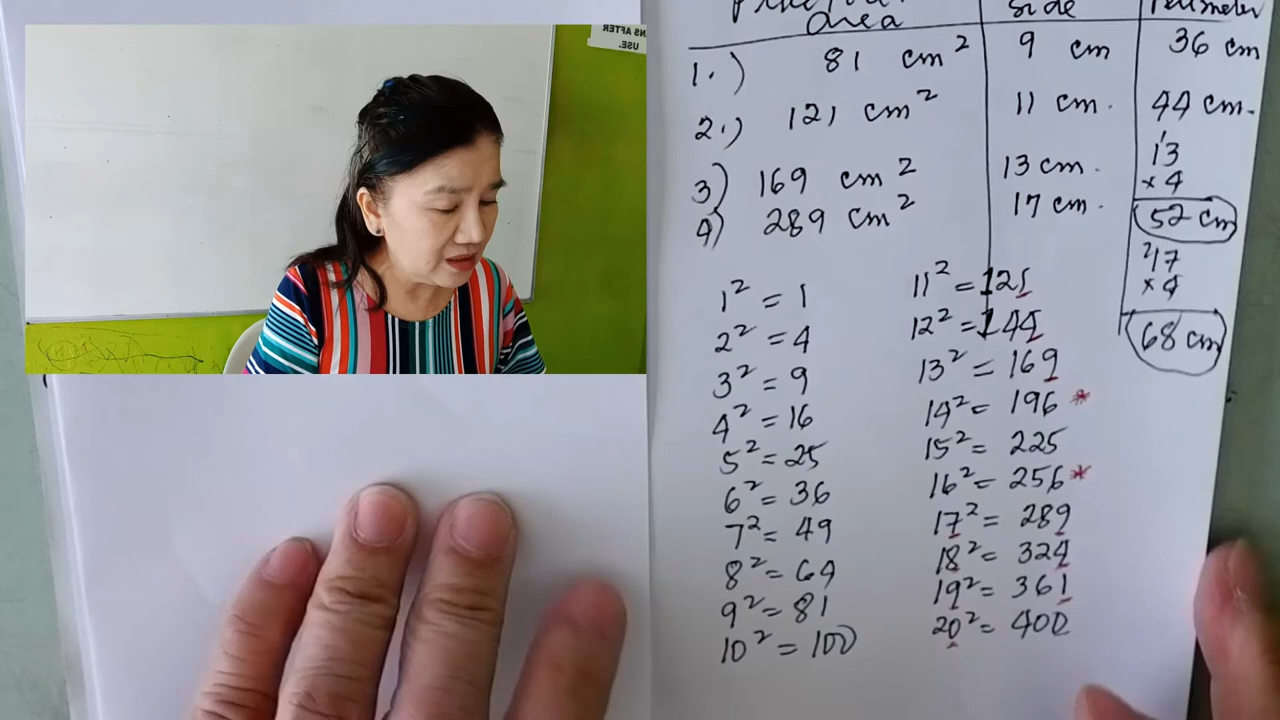 NS AFTER
USE.
area side Perimeter
1.) 81 cm² 9 cm 36 cm
2.) 121 cm² 11 cm. 44 cm.
3) 169 cm² 13 cm. 13
×4
52 cm
4) 289 cm² 17 cm. 17
×4
68 cm
1² = 1
2² = 4
3² = 9
4² = 16
5² = 25
6² = 36
7² = 49
8² = 64
9² = 81
10² = 100
11² = 121
12² = 144
13² = 169
14² = 196 *
15² = 225
16² = 256 *
17² = 289
18² = 324
19² = 361
20² = 400